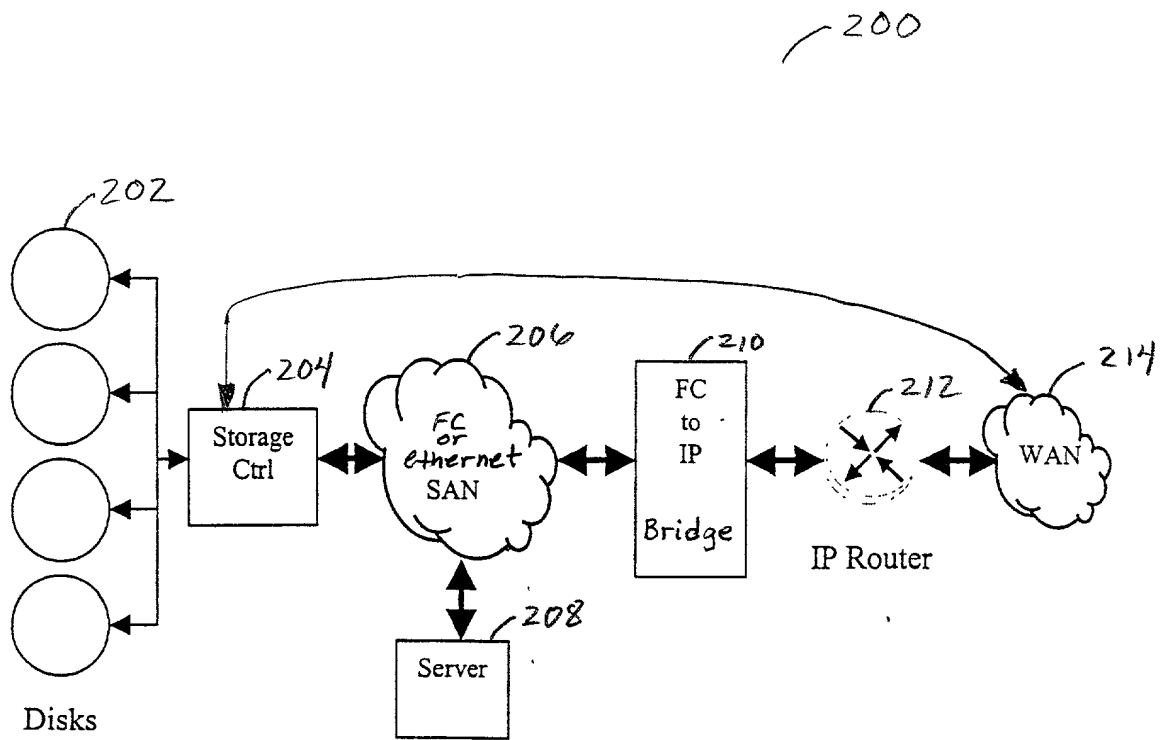 200
202
204
206
210
212
214
Storage
Ctrl
FC
or
ethernet
SAN
FC
to
IP
Bridge
WAN
IP Router
208
Server
Disks